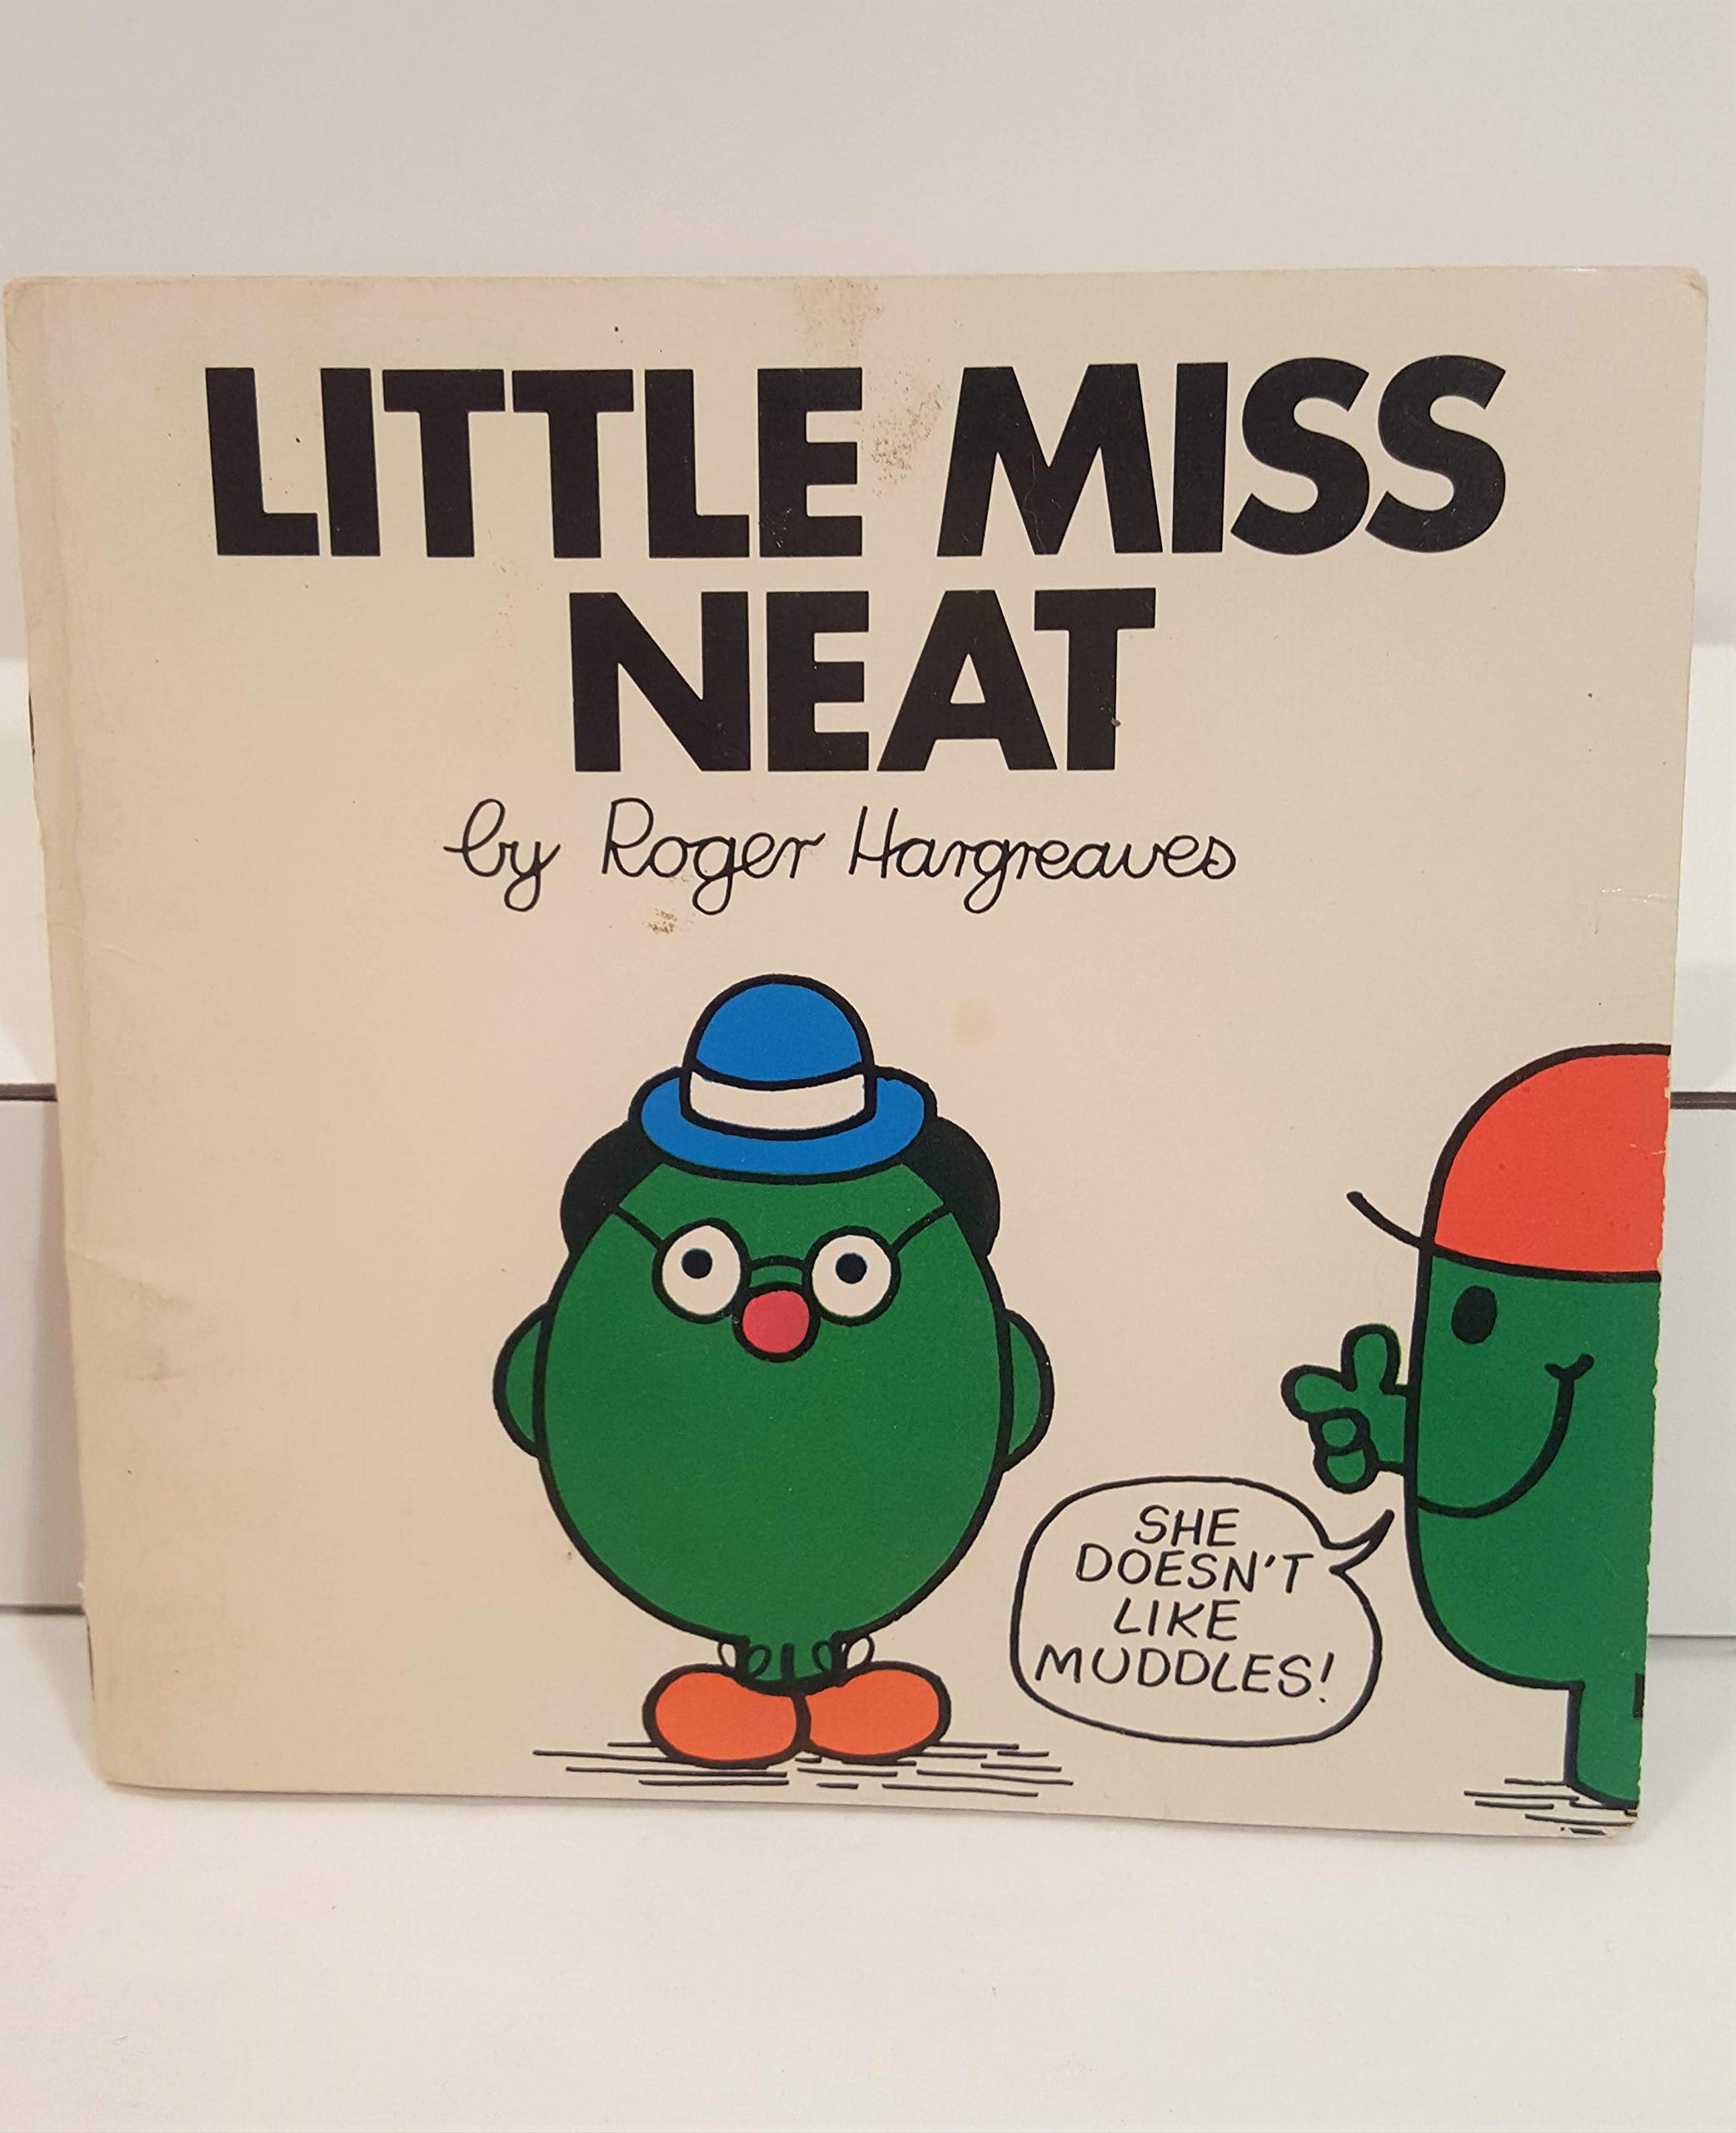 LITTLE MISS
NEAT
by Roger Hargreaves
SHE
DOESN'T
LIKE
MUDDLES!